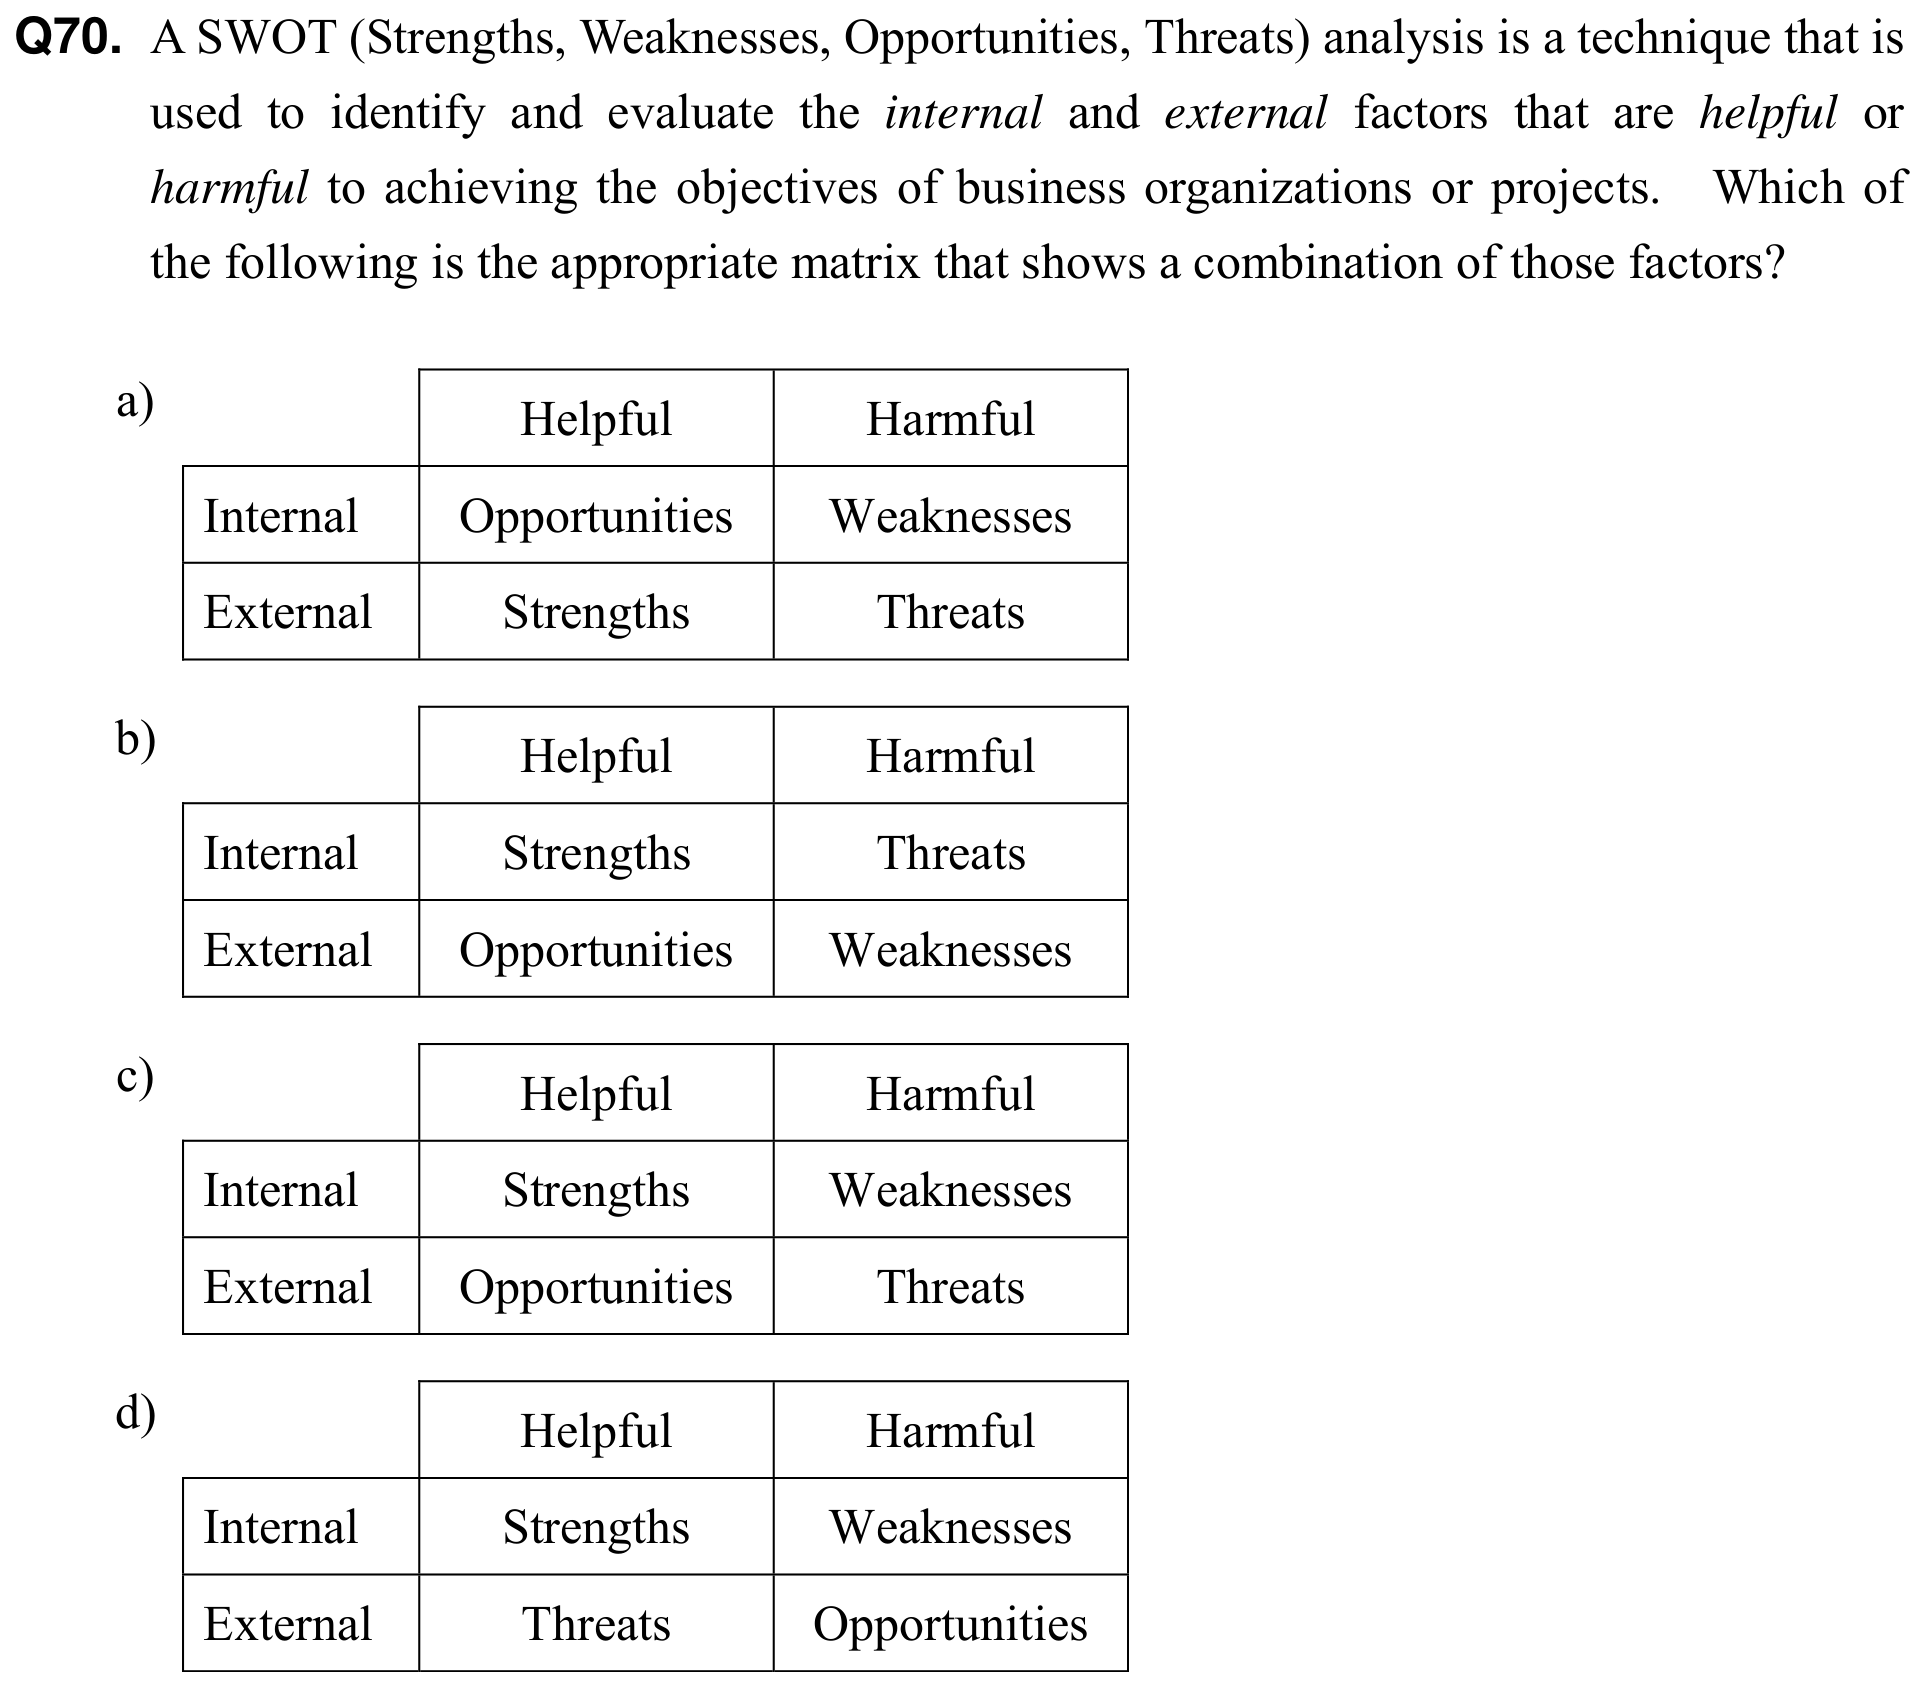 Q70. A SWOT (Strengths, Weaknesses, Opportunities, Threats) analysis is a technique that is
used to identify and evaluate the internal and external factors that are helpful or
harmful to achieving the objectives of business organizations or projects. Which of
the following is the appropriate matrix that shows a combination of those factors?
a)
Helpful Harmful
Internal Opportunities Weaknesses
External Strengths Threats
b)
Helpful Harmful
Internal Strengths Threats
External Opportunities Weaknesses
c)
Helpful Harmful
Internal Strengths Weaknesses
External Opportunities Threats
d)
Helpful Harmful
Internal Strengths Weaknesses
External Threats Opportunities